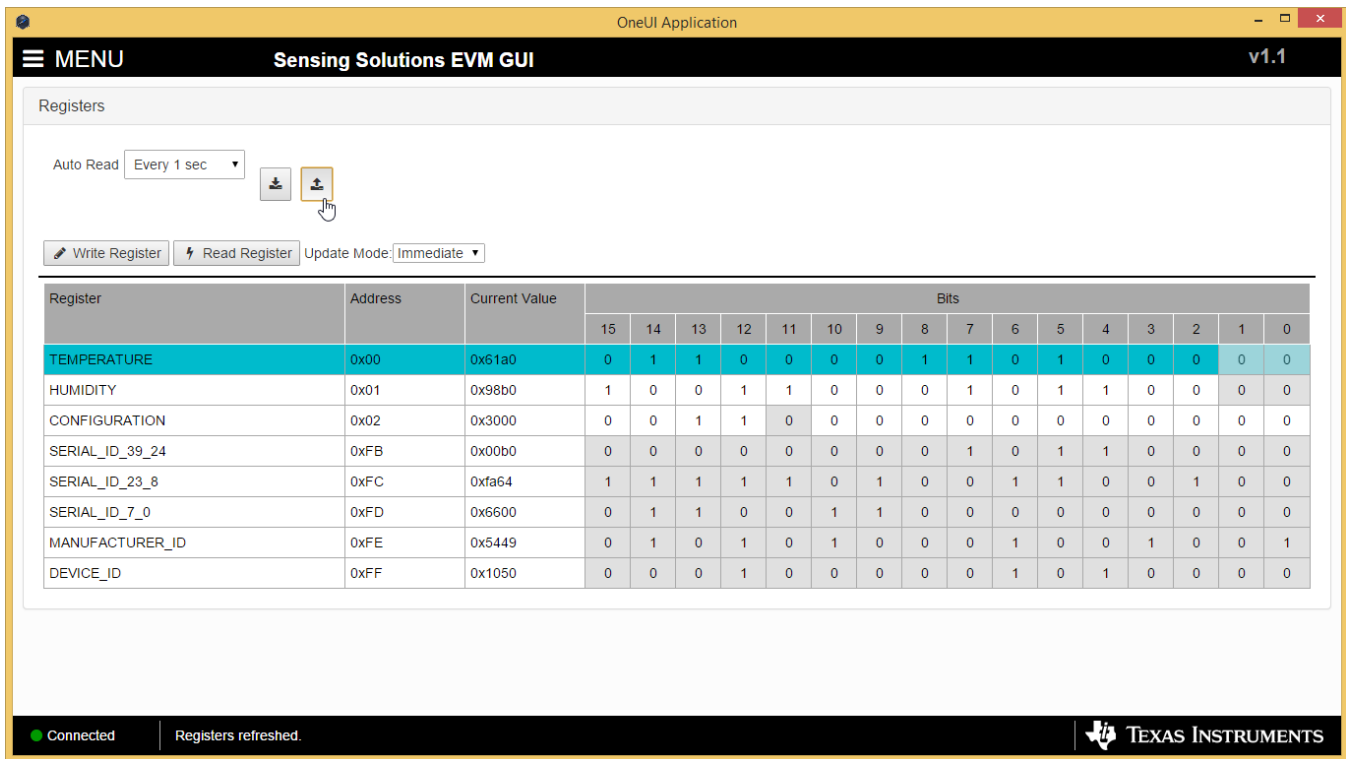 OneUI Application
MENU Sensing Solutions EVM GUI v1.1
Registers
Auto Read Every 1 sec
Write Register Read Register Update Mode: Immediate
Register Address Current Value Bits
15 14 13 12 11 10 9 8 7 6 5 4 3 2 1 0
TEMPERATURE 0x00 0x61a0 0 1 1 0 0 0 0 1 1 0 1 0 0 0 0 0
HUMIDITY 0x01 0x98b0 1 0 0 1 1 0 0 0 1 0 1 1 0 0 0 0
CONFIGURATION 0x02 0x3000 0 0 1 1 0 0 0 0 0 0 0 0 0 0 0 0
SERIAL_ID_39_24 0xFB 0x00b0 0 0 0 0 0 0 0 0 1 0 1 1 0 0 0 0
SERIAL_ID_23_8 0xFC 0xfa64 1 1 1 1 1 0 1 0 0 1 1 0 0 1 0 0
SERIAL_ID_7_0 0xFD 0x6600 0 1 1 0 0 1 1 0 0 0 0 0 0 0 0 0
MANUFACTURER_ID 0xFE 0x5449 0 1 0 1 0 1 0 0 0 1 0 0 1 0 0 1
DEVICE_ID 0xFF 0x1050 0 0 0 1 0 0 0 0 0 1 0 1 0 0 0 0
Connected Registers refreshed. TEXAS INSTRUMENTS